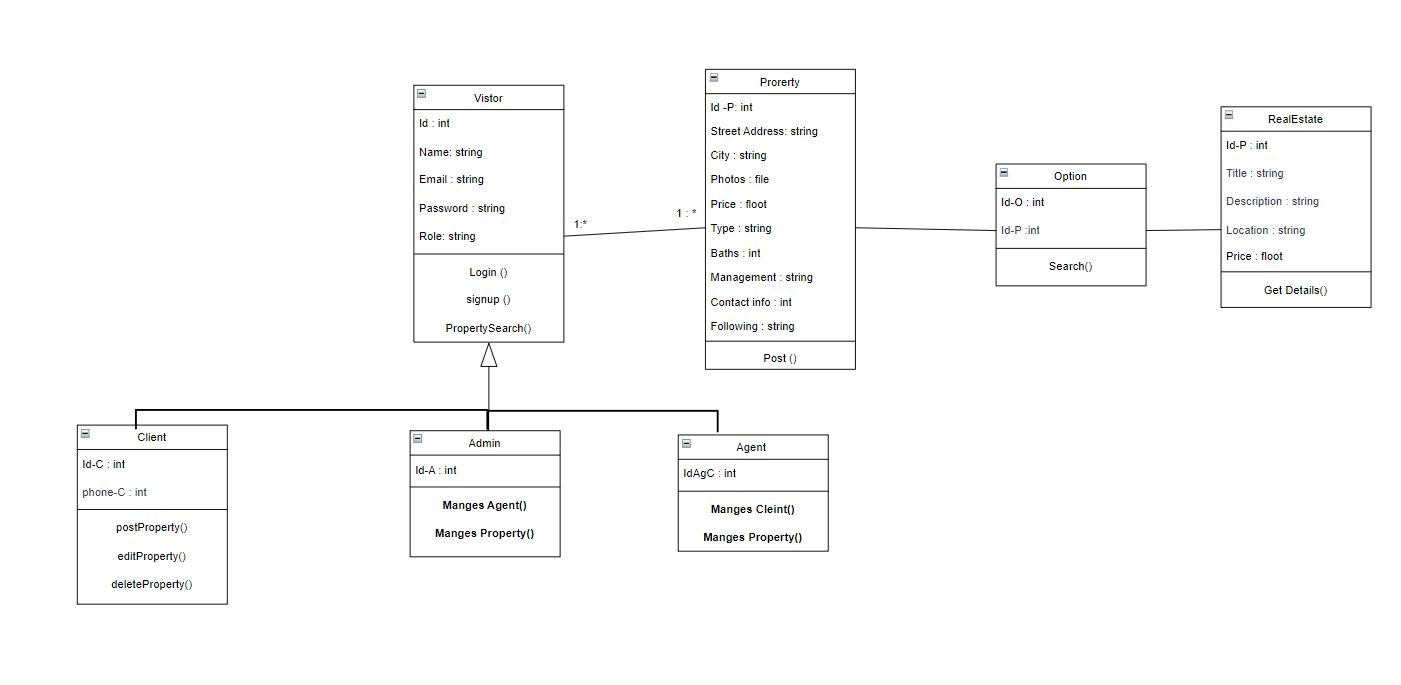 Vistor
Id : int
Name: string
Email : string
Password : string
Role: string
Login ()
signup ()
PropertySearch()
1:*
1 : *
Prorerty
Id -P: int
Street Address: string
City : string
Photos : file
Price : floot
Type : string
Baths : int
Management : string
Contact info : int
Following : string
Post ()
Option
Id-O : int
Id-P :int
Search()
RealEstate
Id-P : int
Title : string
Description : string
Location : string
Price : floot
Get Details()
Client
Id-C : int
phone-C : int
postProperty()
editProperty()
deleteProperty()
Admin
Id-A : int
Manges Agent()
Manges Property()
Agent
IdAgC : int
Manges Cleint()
Manges Property()